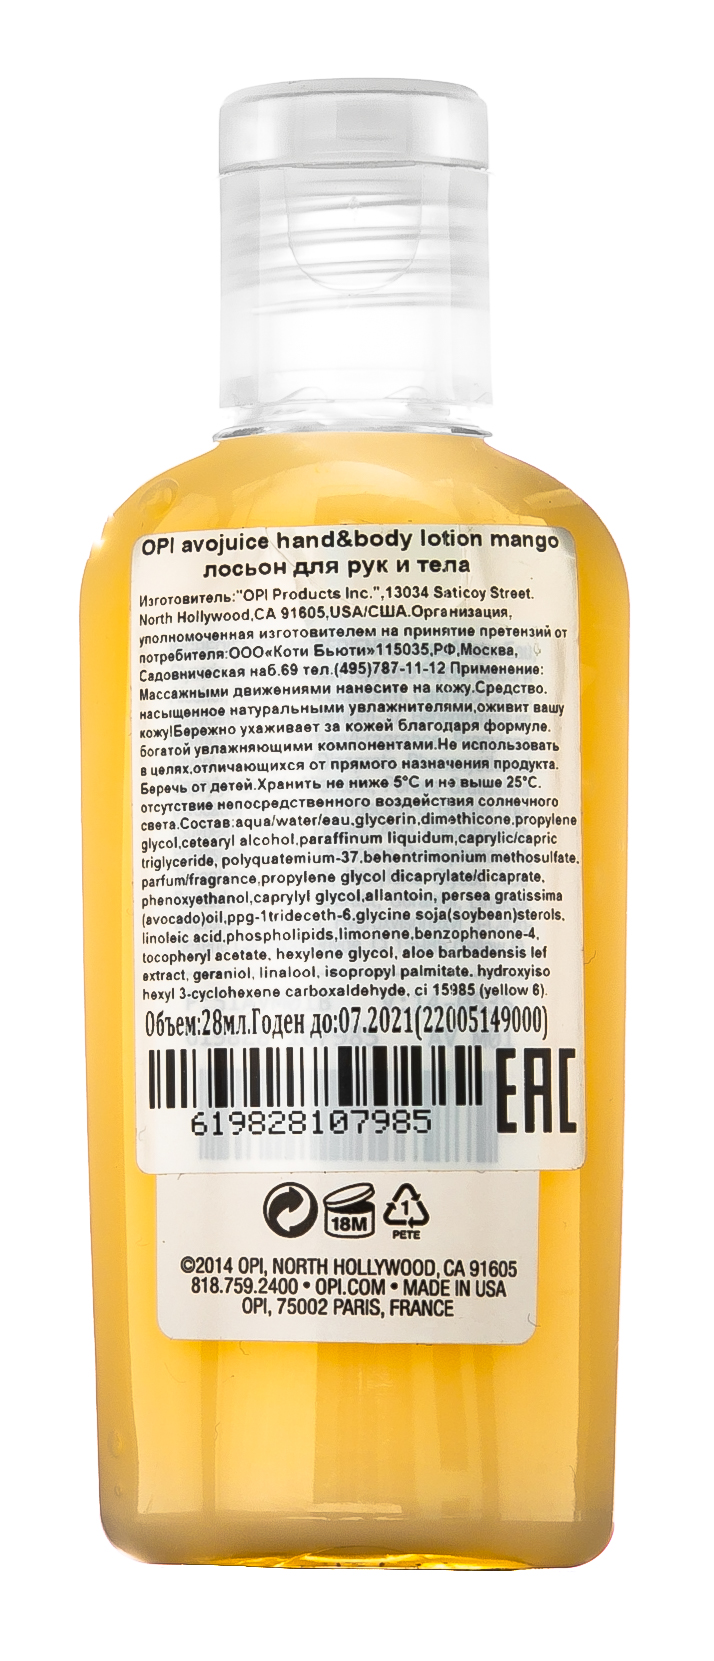 OPI avojuice hand&body lotion mango
лосьон для рук и тела
Изготовитель:"OPI Products Inc.",13034 Saticoy Street.
North Hollywood,CA 91605,USA/США.Организация,
уполномоченная изготовителем на принятие претензий от
потребителя:ООО«Коти Бьюти»115035,РФ,Москва,
Садовническая наб.69 тел.(495)787-11-12 Применение:
Массажными движениями нанесите на кожу.Средство,
насыщенное натуральными увлажнителями,оживит вашу
кожу!Бережно ухаживает за кожей благодаря формуле,
богатой увлажняющими компонентами.Не использовать
в целях,отличающихся от прямого назначения продукта.
Беречь от детей.Хранить не ниже 5°С и не выше 25°С.
отсутствие непосредственного воздействия солнечного
света.Состав:aqua/water/eau,glycerin,dimethicone,propylene
glycol,cetearyl alcohol,paraffinum liquidum,caprylic/capric
triglyceride, polyquatemium-37,behentrimonium methosulfate,
parfum/fragrance,propylene glycol dicaprylate/dicaprate,
phenoxyethanol,caprylyl glycol,allantoin, persea gratissima
(avocado)oil,ppg-1trideceth-6,glycine soja(soybean)sterols,
linoleic acid,phospholipids,limonene,benzophenone-4,
tocopheryl acetate, hexylene glycol, aloe barbadensis lef
extract, geraniol, linalool, isopropyl palmitate, hydroxyiso
hexyl 3-cyclohexene carboxaldehyde, ci 15985 (yellow 6).
Объем:28мл.Годен до:07.2021(22005149000)
619828107985 EAC
18M 1
PETE
©2014 OPI, NORTH HOLLYWOOD, CA 91605
818.759.2400 • OPI.COM • MADE IN USA
OPI, 75002 PARIS, FRANCE